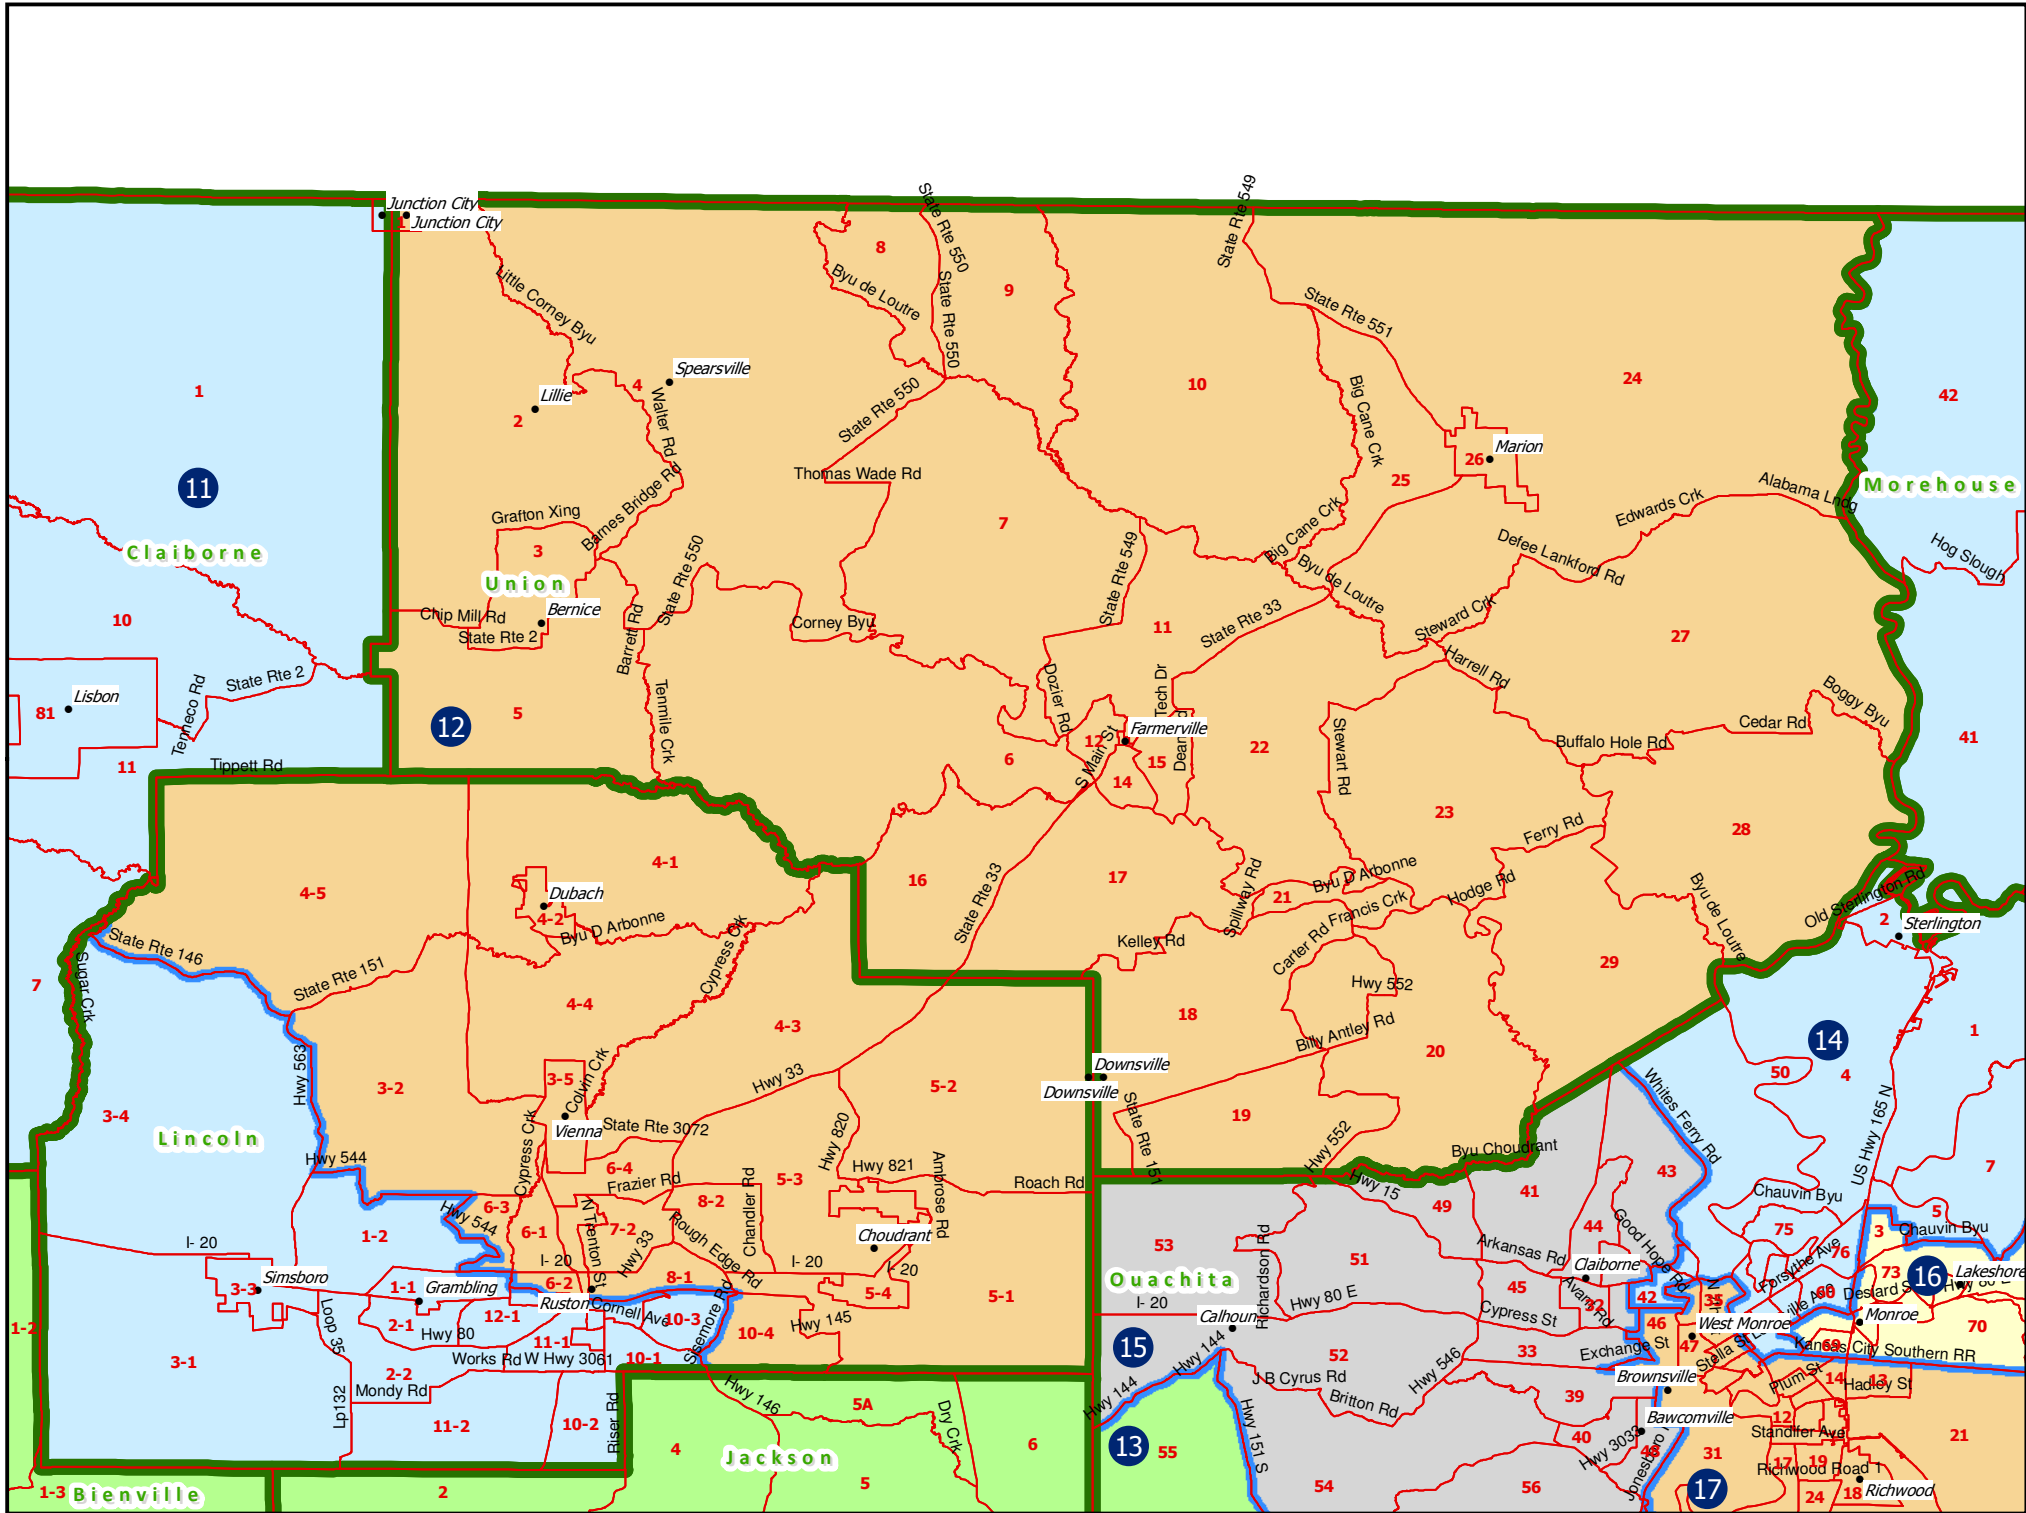 Junction City
1
Junction City
State Rte 550
State Rte 549
8
Byu de Loutre
State Rte 550
9
Little Corney Byu
State Rte 551
1
Spearsville
4
Lillie
2
Walter Rd
State Rte 550
10
Big Cane Crk
24
42
Marion
26
25
11
Thomas Wade Rd
Barnes Bridge Rd
Grafton Xing
3
7
Edwards Crk
Alabama Lndg
Morehouse
Claiborne
Union
State Rte 550
State Rte 549
Big Cane Crk
Byu de Loutre
Defee Lankford Rd
Hog Slough
10
Chip Mill Rd
Bernice
State Rte 2
Barrett Rd
Corney Byu
11
State Rte 33
Steward Crk
27
Harrell Rd
State Rte 2
Lisbon
81
Tenneco Rd
11
Tippett Rd
5
12
Tenmile Crk
Dozier Rd
Tech Dr
Farmerville
12
S Main St
15
14
6
22
Stewart Rd
Boggy Byu
Cedar Rd
Buffalo Hole Rd
41
23
Ferry Rd
28
4-1
4-5
Dubach
4-2
Byu D Arbonne
16
17
State Rte 33
Spillway Rd
21
Byu D Arbonne
Francis Crk
Hodge Rd
Carter Rd
Kelley Rd
Byu de Loutre
Old Sterlington Rd
2
Sterlington
State Rte 146
7
Sugar Crk
State Rte 151
Cypress Crk
4-4
4-3
Hwy 552
29
18
Billy Antley Rd
20
14
1
4
50
Hwy 563
3-2
3-5
Colvin Crk
Vienna
Hwy 33
5-2
Downsville
Downsville
State Rte 151
19
Hwy 552
Byu Choudrant
Whites Ferry Rd
US Hwy 165 N
3-4
Lincoln
Hwy 544
Cypress Crk
State Rte 3072
6-4
Frazier Rd
Hwy 820
Hwy 821
5-3
Ambrose Rd
Roach Rd
8-2
Chandler Rd
6-3
Hwy 544
6-1
N Trenton St
7-2
Hwy 33
Rough Edge Rd
Choudrant
Hwy 15
49
41
43
7
Chauvin Byu
75
5
3
Chauvin Byu
1-2
I- 20
I- 20
I- 20
I- 20
53
Ouachita
Richardson Rd
51
Arkansas Rd
44
Good Hope Rd
Claiborne
45
Avant Rd
42
Forsythe Ave
76
73
16
Lakeshore
3-3
Simsboro
1-1
Grambling
6-2
8-1
Ruston
Cornell Ave
Sisemore Rd
10-3
10-4
5-4
5-1
Hwy 145
I- 20
Calhoun
Hwy 80 E
Cypress St
46
35
West Monroe
47
Monroe
70
1-2
3-1
Loop 35
2-1
Hwy 80
12-1
11-1
Works Rd
W Hwy 3061
10-1
2-2
Mondy Rd
Lp132
15
Hwy 144
Hwy 144
52
J B Cyrus Rd
Britton Rd
Hwy 546
33
Exchange St
Stella St
Kansas City Southern RR
69
Brownsville
39
Plum St
14
13
Hadley St
11-2
10-2
Riser Rd
Hwy 146
5A
Dry Crk
4
Jackson
6
13
55
Hwy 151 S
Bawcomville
40
Hwy 3033
12
Standifer Ave
31
17
19
21
Richwood Road 1
1-3
Bienville
2
5
54
56
17
24
18
Richwood